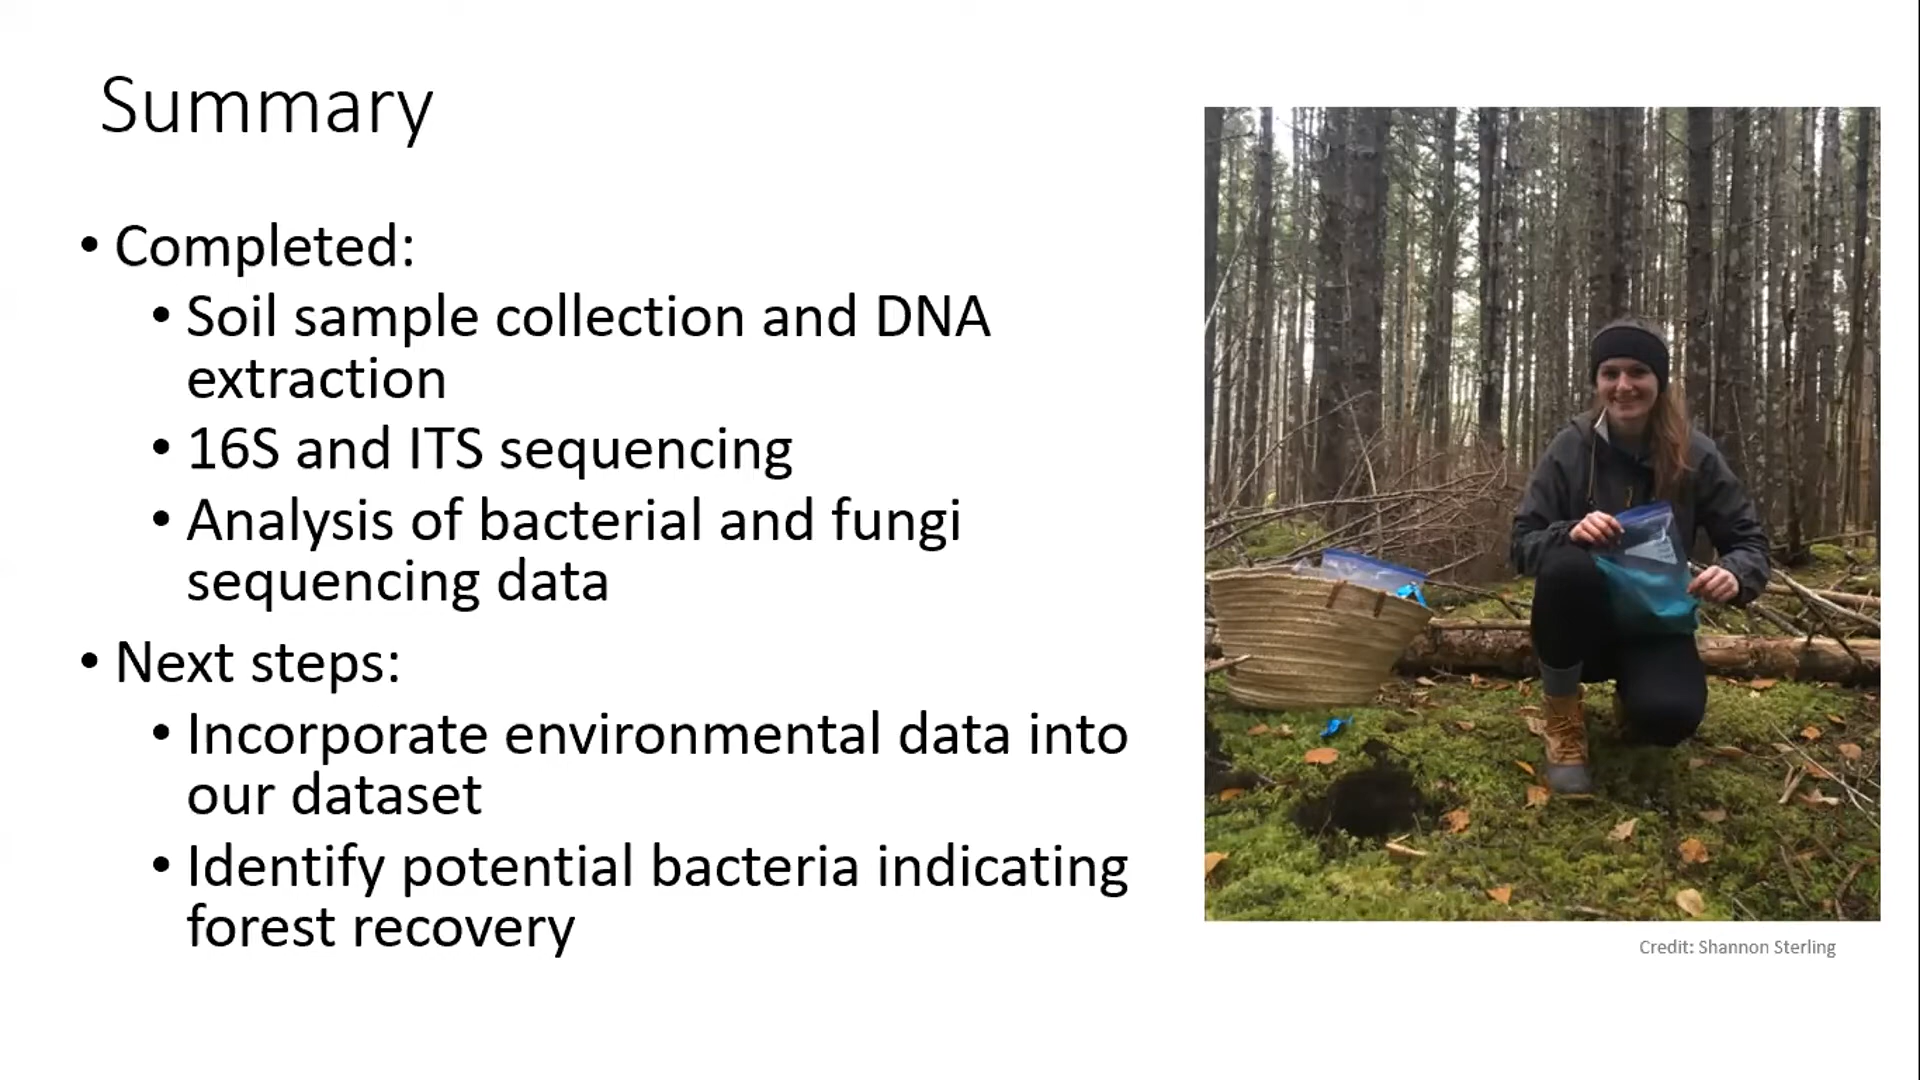 Summary
• Completed:
• Soil sample collection and DNA
extraction
• 16S and ITS sequencing
• Analysis of bacterial and fungi
sequencing data
• Next steps:
• Incorporate environmental data into
our dataset
• Identify potential bacteria indicating
forest recovery
Credit: Shannon Sterling